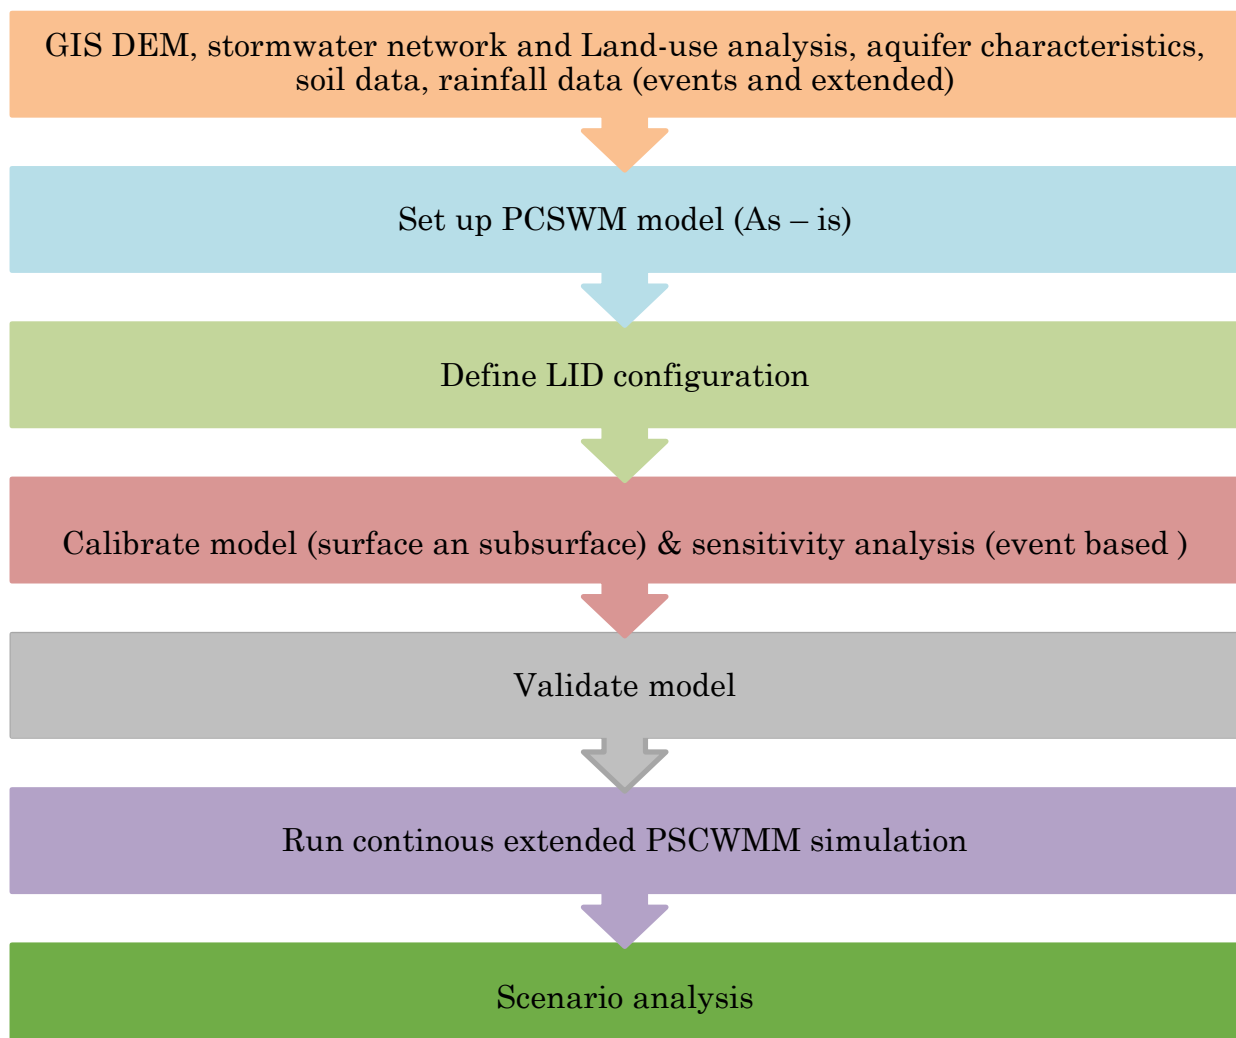 GIS DEM, stormwater network and Land-use analysis, aquifer characteristics,
soil data, rainfall data (events and extended)
Set up PCSWM model (As – is)
Define LID configuration
Calibrate model (surface an subsurface) & sensitivity analysis (event based )
Validate model
Run continous extended PSCWMM simulation
Scenario analysis